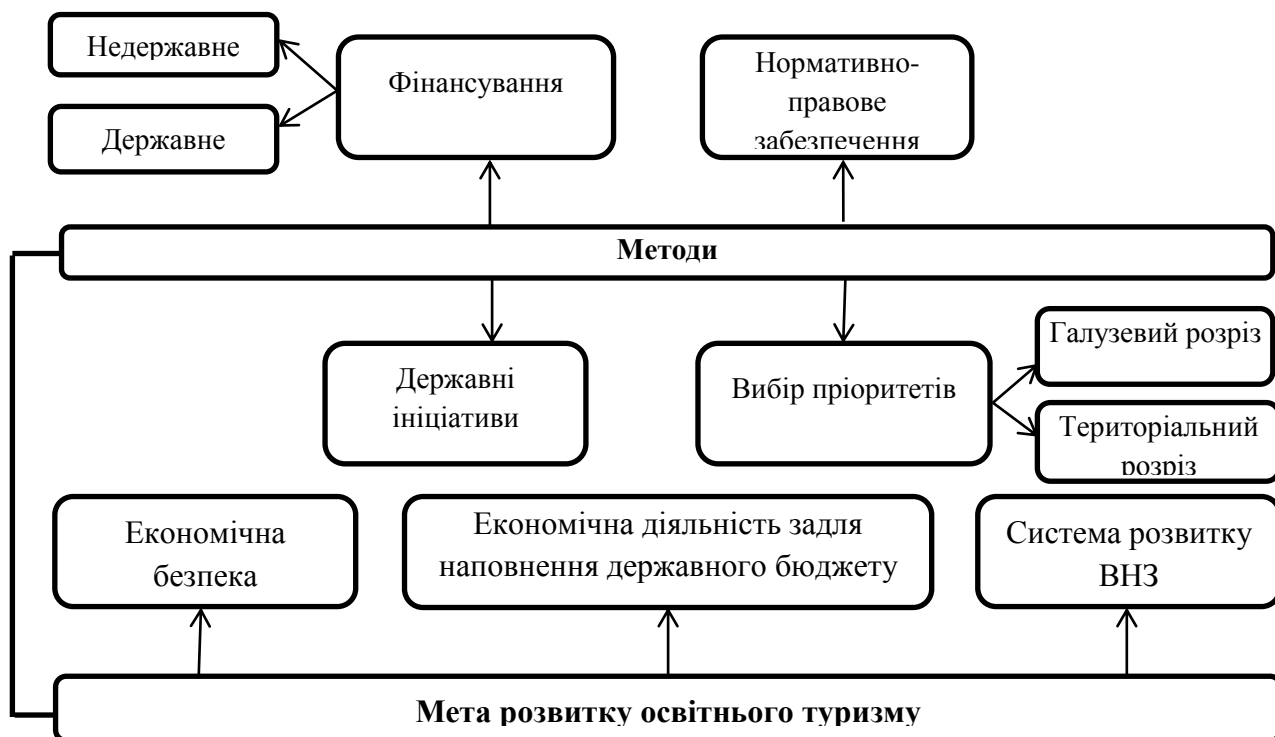 Недержавне
Державне
Фінансування
Нормативно-
правове
забезпечення
Методи
Державні
ініціативи
Вибір пріоритетів
Галузевий розріз
Територіальний
розріз
Економічна
безпека
Економічна діяльність задля
наповнення державного бюджету
Система розвитку
ВНЗ
Мета розвитку освітнього туризму